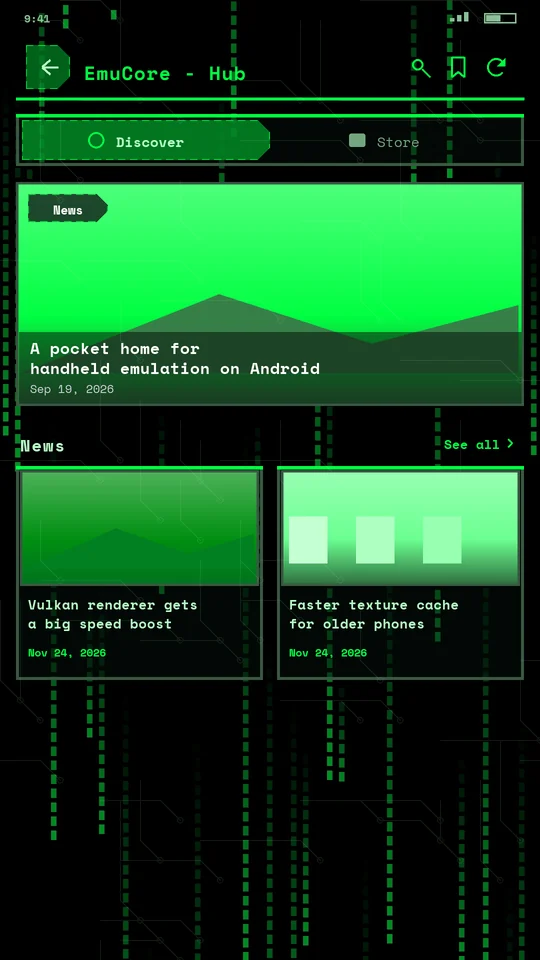 9:41
EmuCore - Hub
Discover
Store
News
A pocket home for
handheld emulation on Android
Sep 19, 2026
News
See all
Vulkan renderer gets
a big speed boost
Nov 24, 2026
Faster texture cache
for older phones
Nov 24, 2026